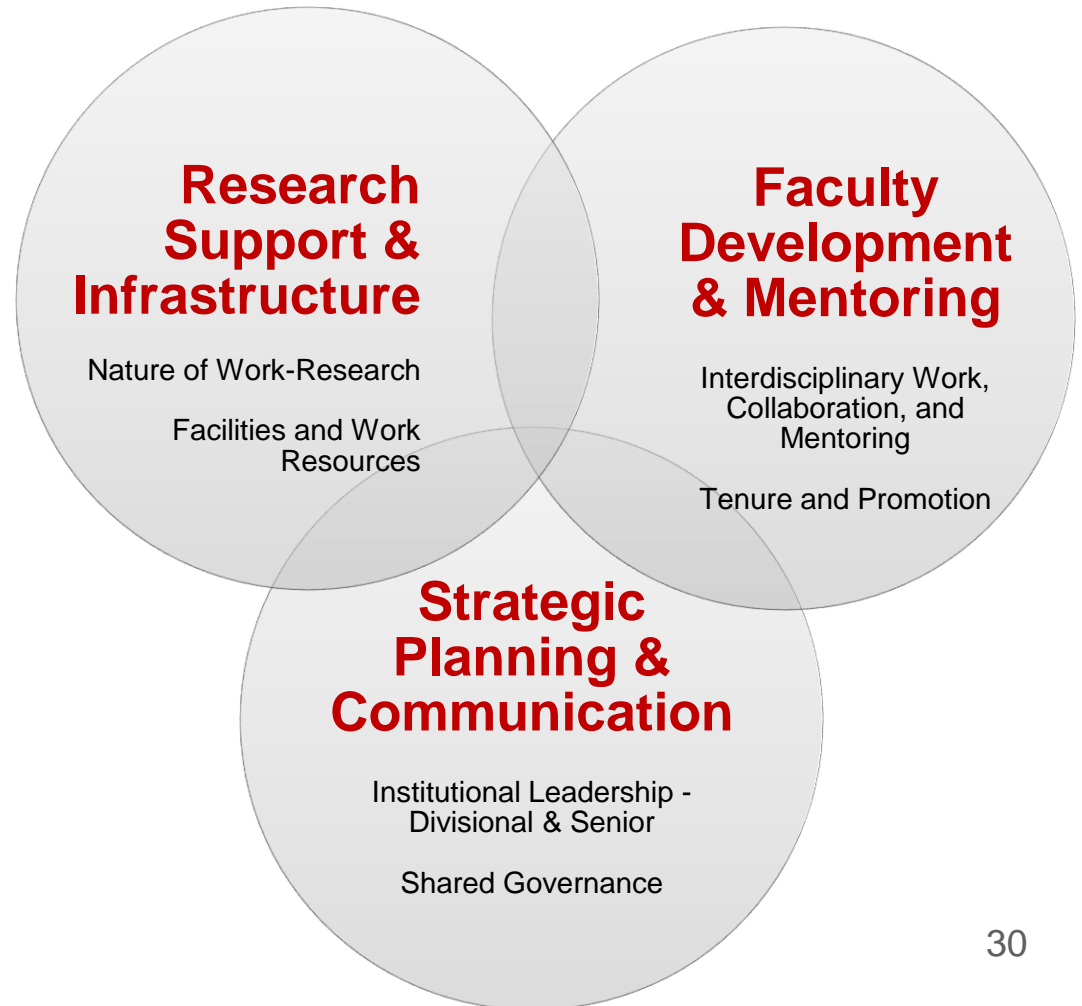 Research
Support &
Infrastructure
Nature of Work-Research
Facilities and Work
Resources
Faculty
Development
& Mentoring
Interdisciplinary Work,
Collaboration, and
Mentoring
Tenure and Promotion
Strategic
Planning &
Communication
Institutional Leadership -
Divisional & Senior
Shared Governance
30